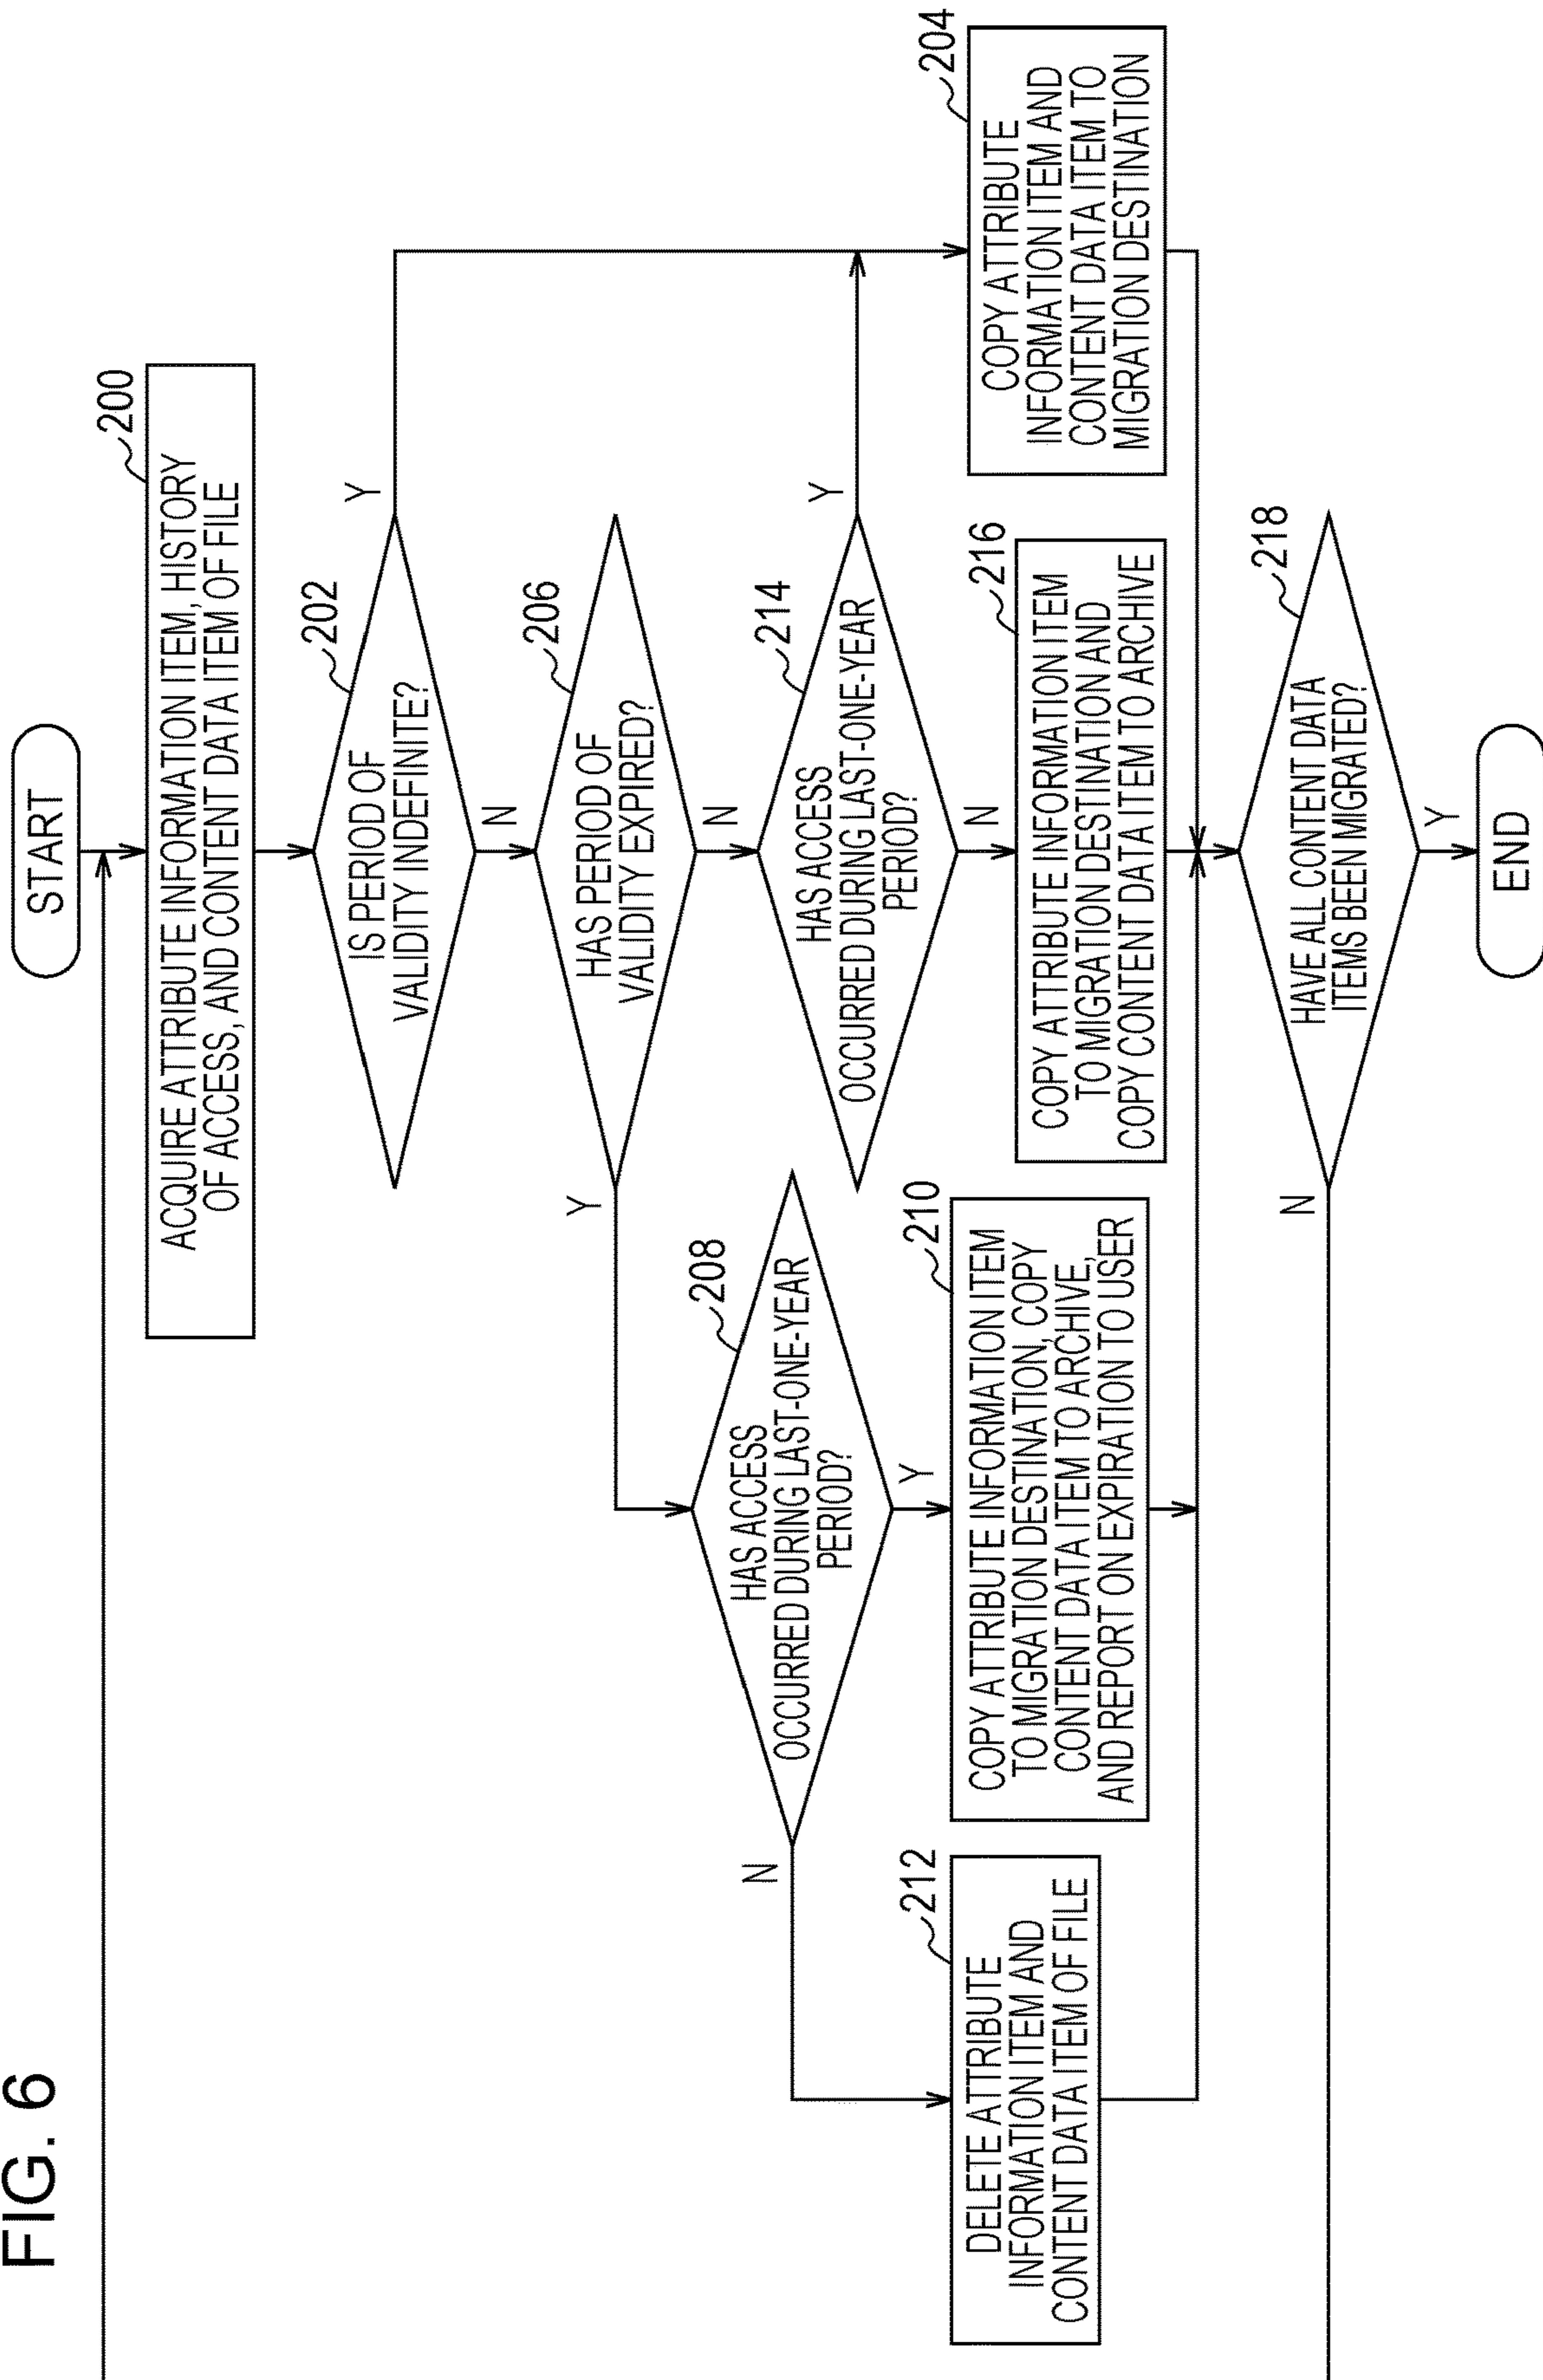 FIG. 6
START
200
ACQUIRE ATTRIBUTE INFORMATION ITEM, HISTORY
OF ACCESS, AND CONTENT DATA ITEM OF FILE
202
IS PERIOD OF
VALIDITY INDEFINITE?
Y
N
206
HAS PERIOD OF
VALIDITY EXPIRED?
Y
N
208
HAS ACCESS
OCCURRED DURING LAST-ONE-YEAR
PERIOD?
N
Y
214
HAS ACCESS
OCCURRED DURING LAST-ONE-YEAR
PERIOD?
Y
N
212
DELETE ATTRIBUTE
INFORMATION ITEM AND
CONTENT DATA ITEM OF FILE
210
COPY ATTRIBUTE INFORMATION ITEM
TO MIGRATION DESTINATION, COPY
CONTENT DATA ITEM TO ARCHIVE,
AND REPORT ON EXPIRATION TO USER
216
COPY ATTRIBUTE INFORMATION ITEM
TO MIGRATION DESTINATION AND
COPY CONTENT DATA ITEM TO ARCHIVE
204
COPY ATTRIBUTE
INFORMATION ITEM AND
CONTENT DATA ITEM TO
MIGRATION DESTINATION
218
HAVE ALL CONTENT DATA
ITEMS BEEN MIGRATED?
N
Y
END